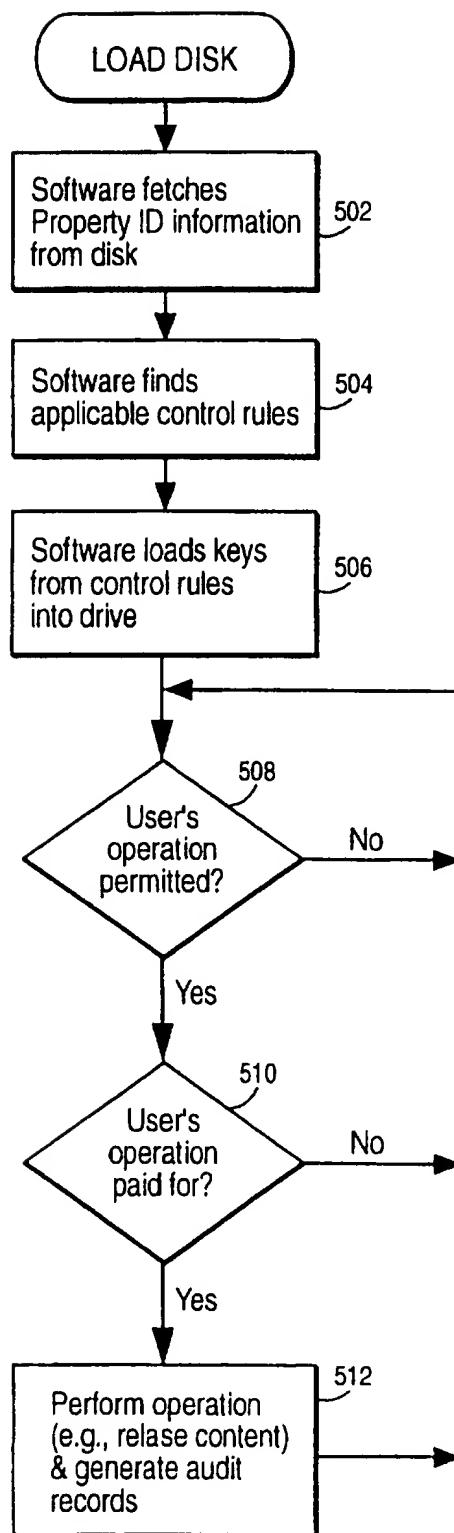 LOAD DISK
Software fetches
Property ID information
from disk
502
Software finds
applicable control rules
504
Software loads keys
from control rules
into drive
506
508
User's
operation
permitted?
No
Yes
510
User's
operation
paid for?
No
Yes
512
Perform operation
(e.g., relase content)
& generate audit
records